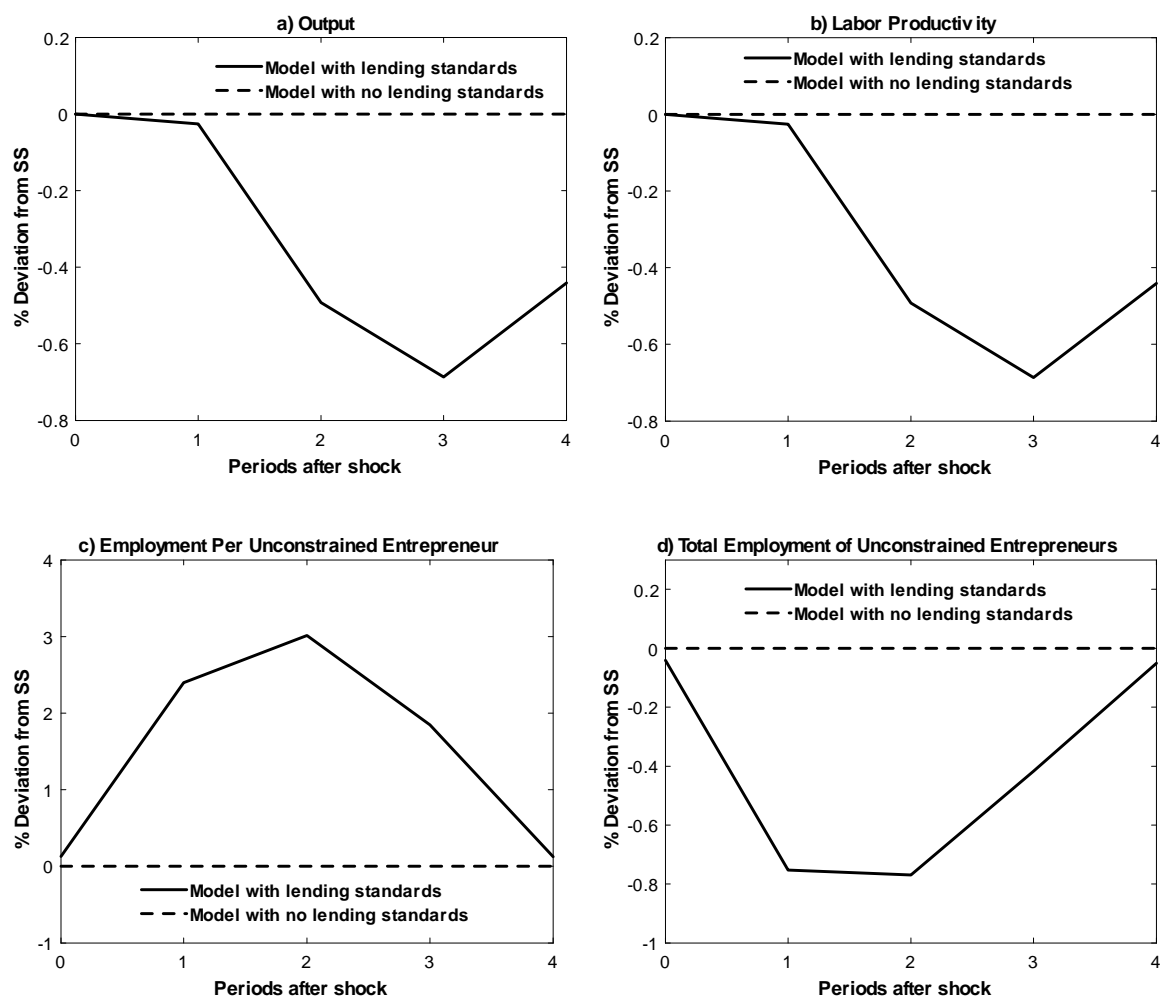 a) Output
0.2
0
-0.2
-0.4
-0.6
-0.8
% Deviation from SS
Model with lending standards
Model with no lending standards
0 1 2 3 4
Periods after shock
b) Labor Productivity
0.2
0
-0.2
-0.4
-0.6
-0.8
% Deviation from SS
Model with lending standards
Model with no lending standards
0 1 2 3 4
Periods after shock
c) Employment Per Unconstrained Entrepreneur
4
3
2
1
0
-1
% Deviation from SS
Model with lending standards
Model with no lending standards
0 1 2 3 4
Periods after shock
d) Total Employment of Unconstrained Entrepreneurs
0.2
0
-0.2
-0.4
-0.6
-0.8
-1
% Deviation from SS
Model with lending standards
Model with no lending standards
0 1 2 3 4
Periods after shock